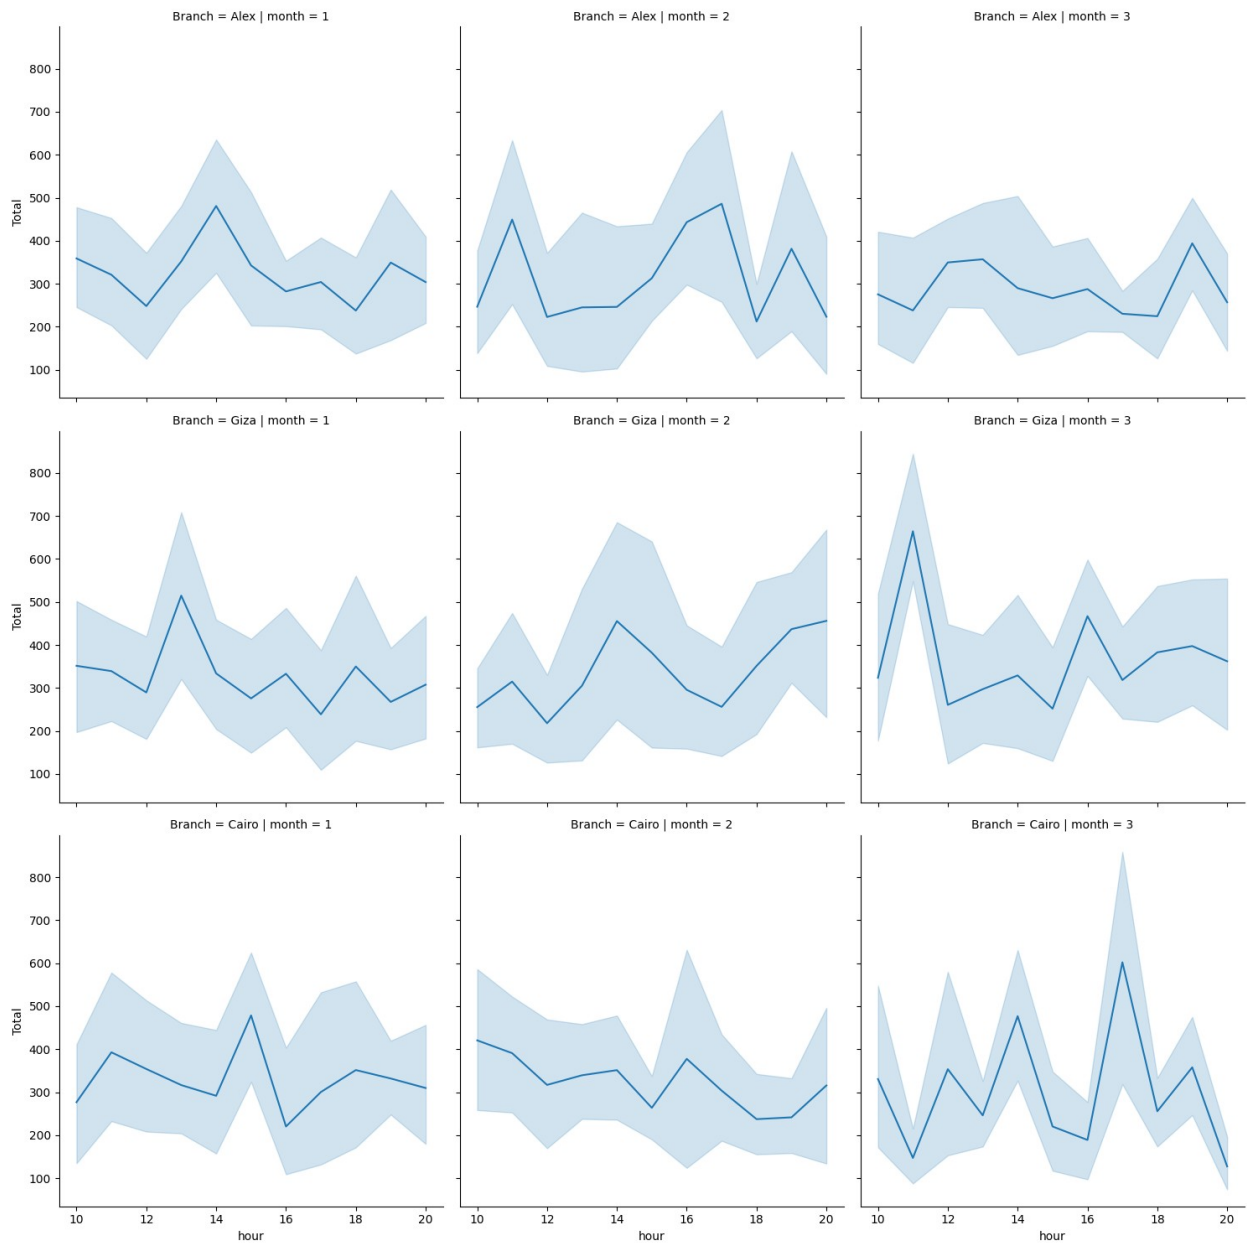 Branch = Alex | month = 1
Branch = Alex | month = 2
Branch = Alex | month = 3
800
700
600
500
400
300
200
100
Total
Branch = Giza | month = 1
Branch = Giza | month = 2
Branch = Giza | month = 3
800
700
600
500
400
300
200
100
Total
Branch = Cairo | month = 1
Branch = Cairo | month = 2
Branch = Cairo | month = 3
800
700
600
500
400
300
200
100
Total
10 12 14 16 18 20
10 12 14 16 18 20
10 12 14 16 18 20
hour
hour
hour